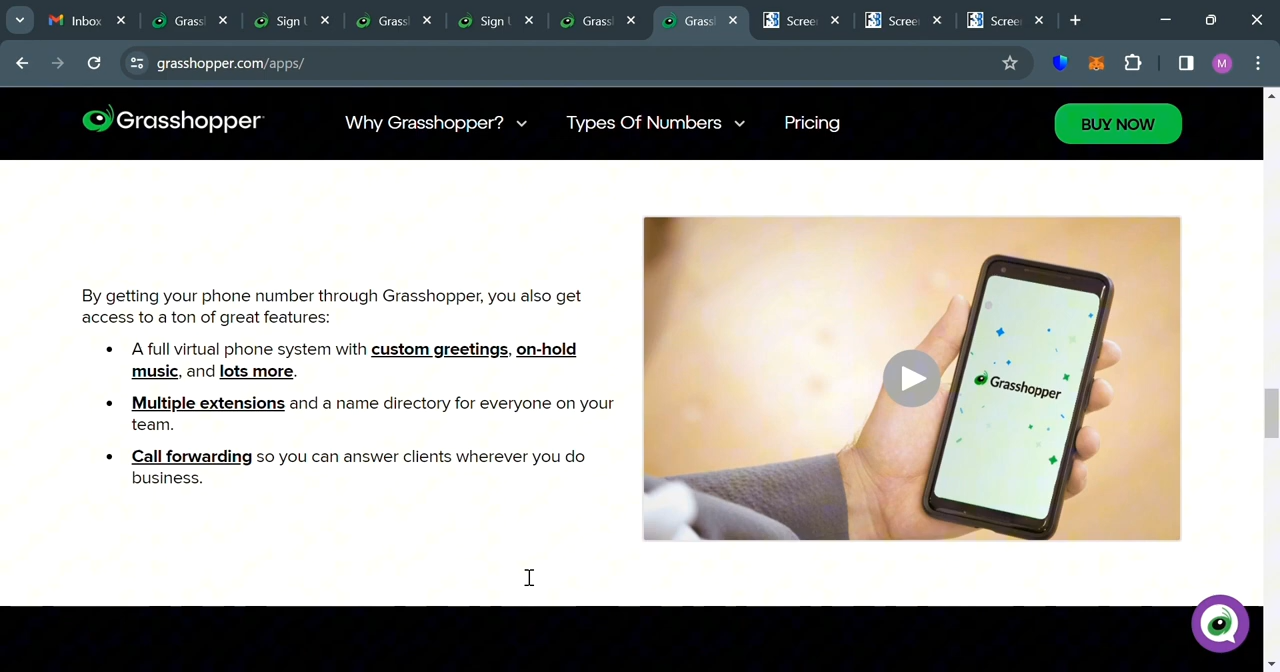 Inbox
Grassl
Sign U
Grassl
Sign U
Grassl
Grassl
Scree
Scree
Scree
grasshopper.com/apps/
M
Grasshopper
Why Grasshopper?
Types Of Numbers
Pricing
BUY NOW
By getting your phone number through Grasshopper, you also get
access to a ton of great features:
• A full virtual phone system with custom greetings, on-hold
music, and lots more.
• Multiple extensions and a name directory for everyone on your
team.
• Call forwarding so you can answer clients wherever you do
business.
Grasshopper